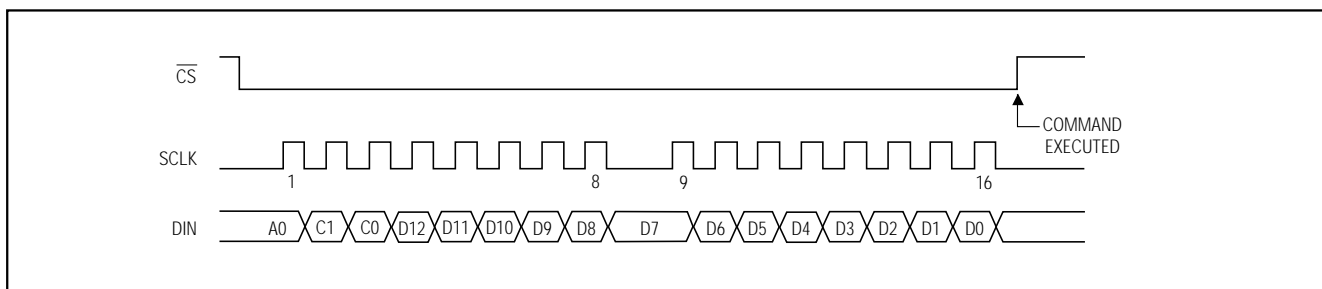 CS
COMMAND
EXECUTED
SCLK
1 8 9 16
DIN A0 C1 C0 D12 D11 D10 D9 D8 D7 D6 D5 D4 D3 D2 D1 D0